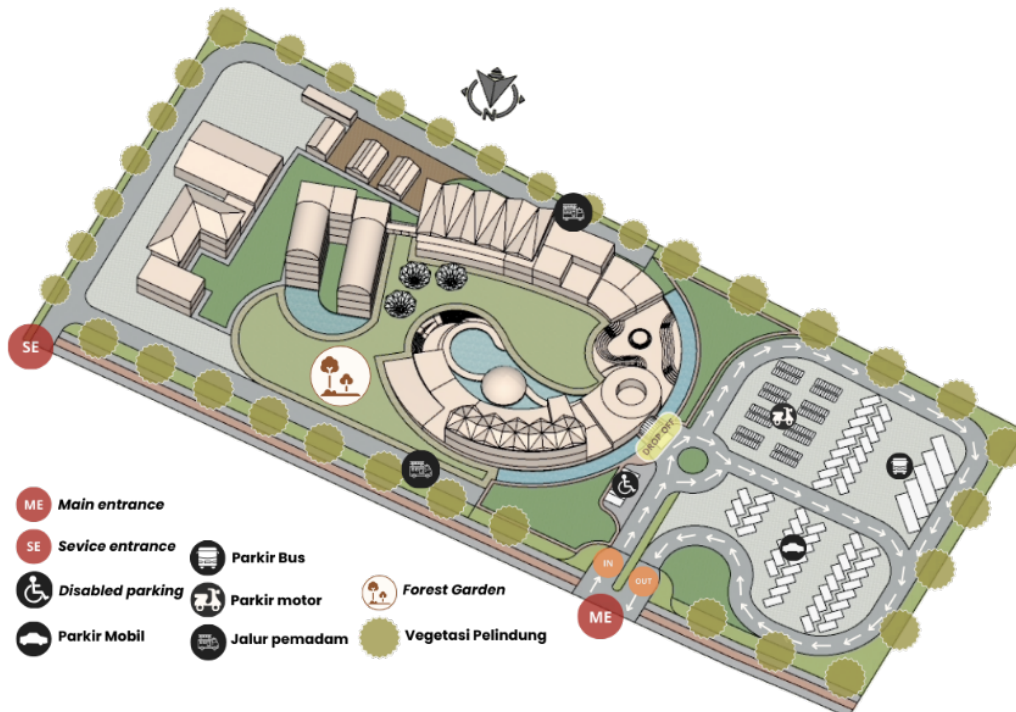 N
SE
DROP OFF
IN
OUT
ME
ME Main entrance
SE Sevice entrance
Disabled parking
Parkir Mobil
Parkir Bus
Parkir motor
Jalur pemadam
Forest Garden
Vegetasi Pelindung